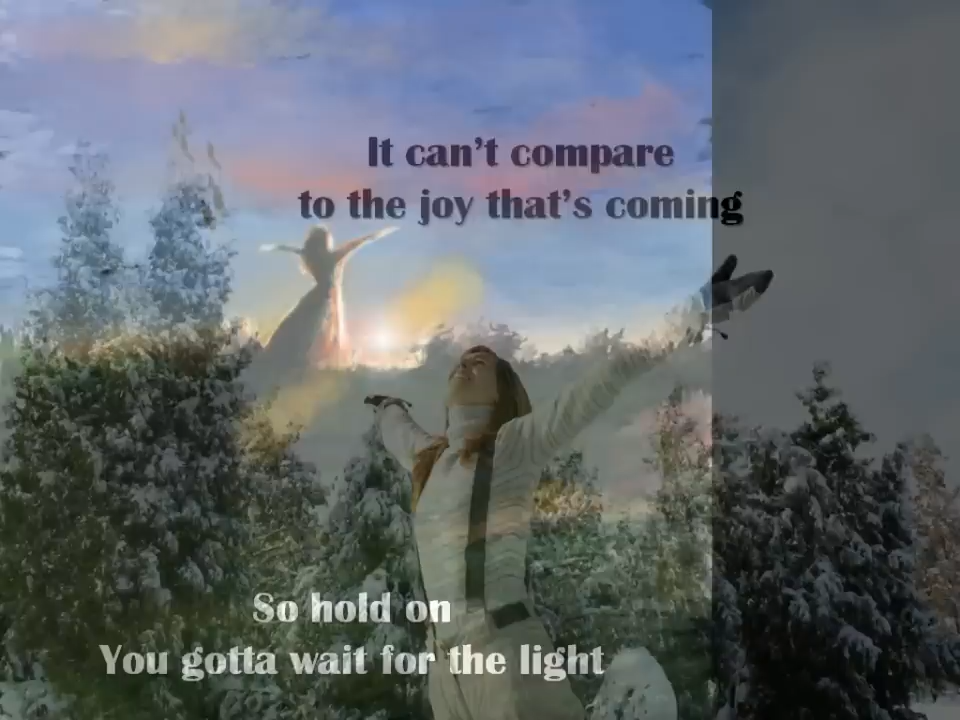 It can't compare
to the joy that's coming
So hold on
You gotta wait for the light